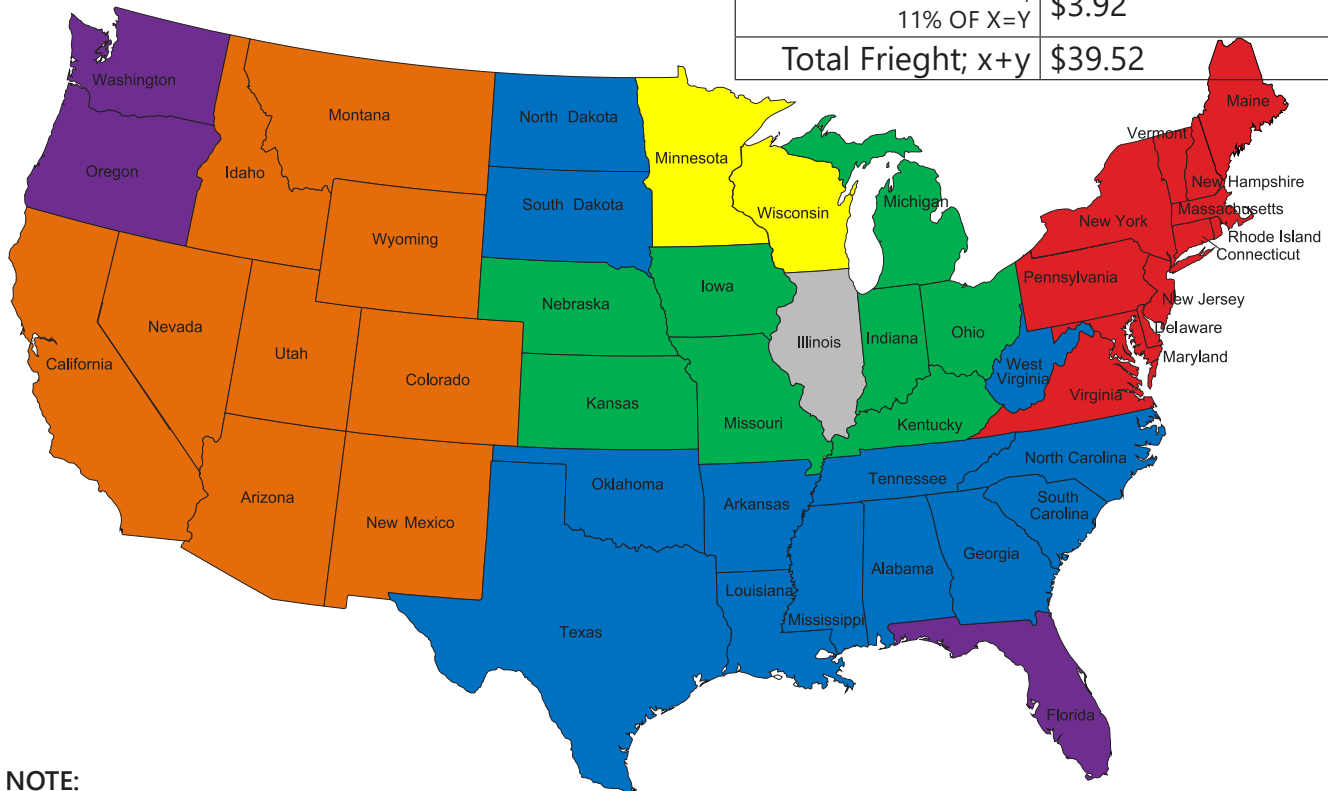 11% OF X=Y $3.92
Total Frieght; x+y $39.52
Washington
Montana
North Dakota
Minnesota
Maine
Vermont
Oregon
Idaho
South Dakota
Wisconsin
Michigan
New Hampshire
Massachusetts
New York
Rhode Island
Connecticut
Wyoming
Pennsylvania
Nebraska
Iowa
New Jersey
Nevada
Ohio
Delaware
Utah
Illinois
Indiana
Maryland
California
Colorado
West
Virginia
Virginia
Kansas
Missouri
Kentucky
North Carolina
Arizona
Oklahoma
Tennessee
New Mexico
Arkansas
South
Carolina
Georgia
Alabama
Louisiana
Mississippi
Texas
Florida
NOTE: